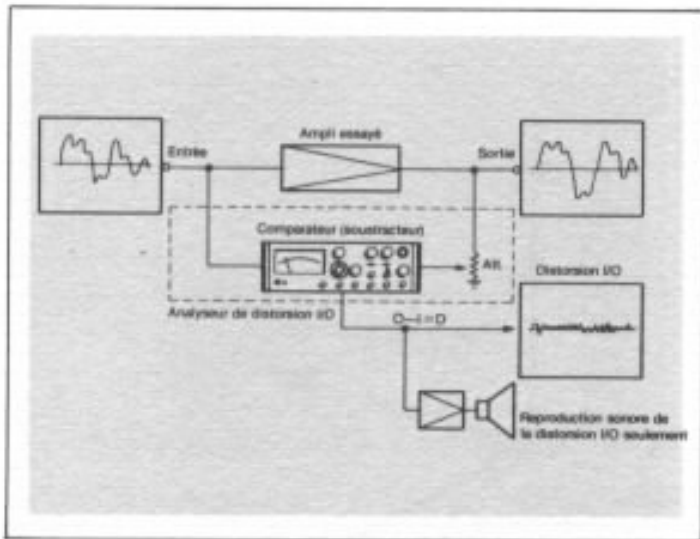 Ampli essayé
Entrée
Sortie
Comparateur (soustracteur)
Att.
Analyseur de distorsion I/O
Distorsion I/O
O—I=D
Reproduction sonore de
la distorsion I/O seulement